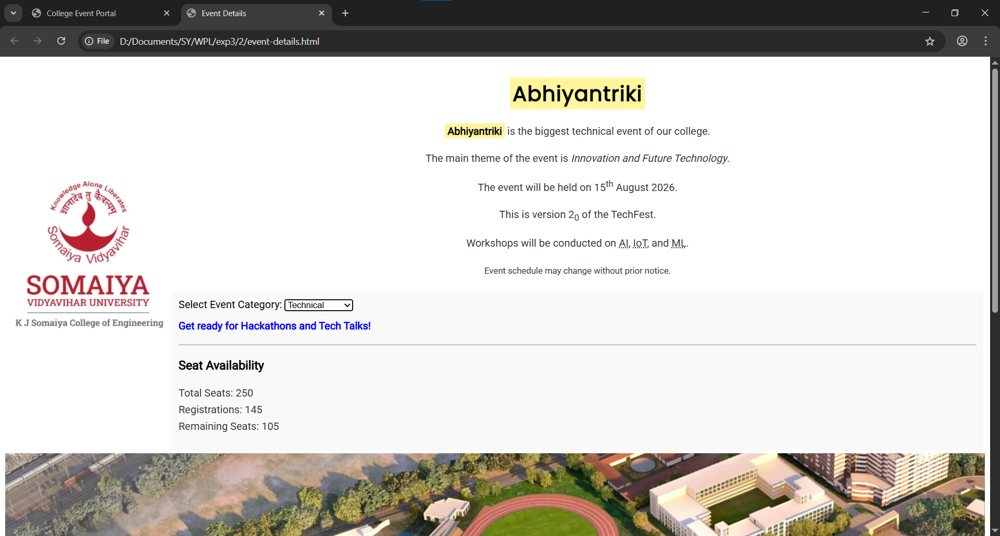 College Event Portal
Event Details
File
D:/Documents/SY/WPL/exp3/2/event-details.html
Abhiyantriki
Abhiyantriki is the biggest technical event of our college.
The main theme of the event is Innovation and Future Technology.
The event will be held on 15th August 2026.
This is version 20 of the TechFest.
Workshops will be conducted on AI, IoT, and ML.
Event schedule may change without prior notice.
Knowledge Alone Liberates
ज्ञानादेव तु कैवल्यम्
Somaiya Vidyavihar
SOMAIYA
VIDYAVIHAR UNIVERSITY
K J Somaiya College of Engineering
Select Event Category: Technical
Get ready for Hackathons and Tech Talks!
Seat Availability
Total Seats: 250
Registrations: 145
Remaining Seats: 105